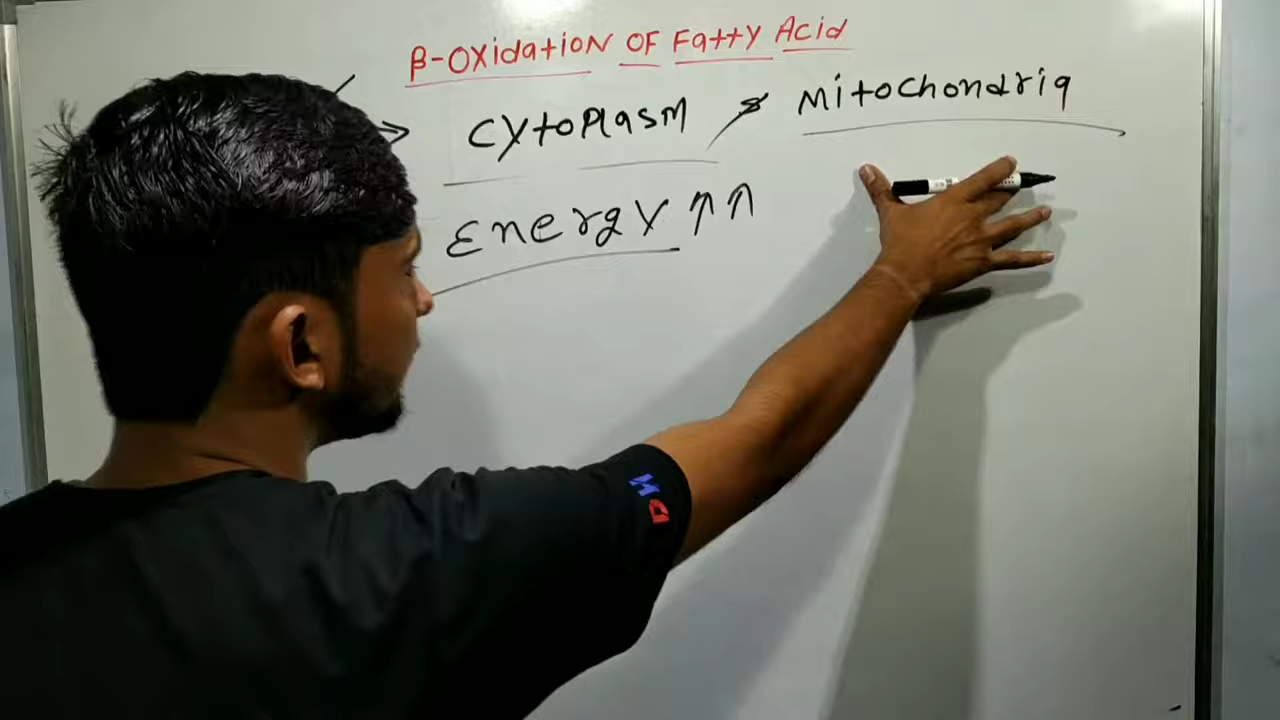 β-Oxidation OF Fatty Acid
→ Cytoplasm ↗ Mitochondria
Energy ↑↑